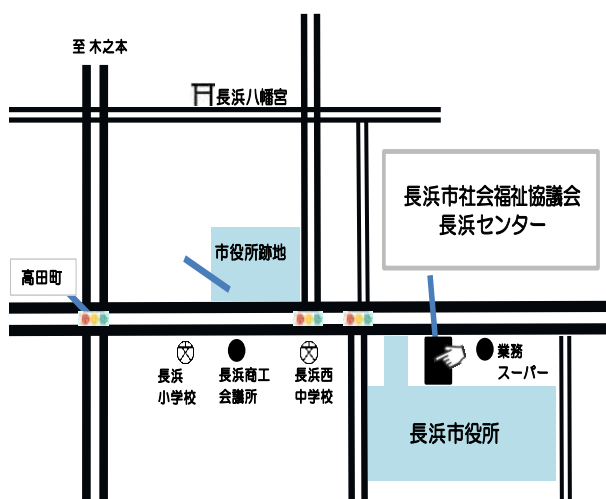 至 木之本
長浜八幡宮
長浜市社会福祉協議会
長浜センター
市役所跡地
高田町
長浜
小学校
長浜商工
会議所
長浜西
中学校
業務
スーパー
長浜市役所